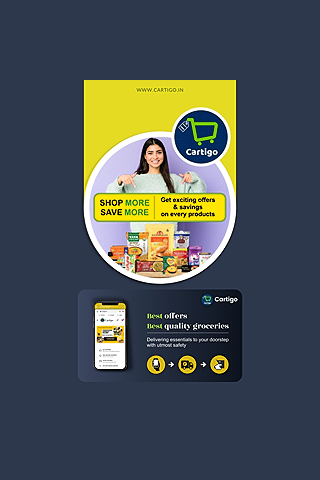 WWW.CARTIGO.IN
Cartigo
SHOP MORE
SAVE MORE
Get exciting offers
& savings
on every products
Cartigo
Best offers
Best quality groceries
Delivering essentials to your doorstep
with utmost safety